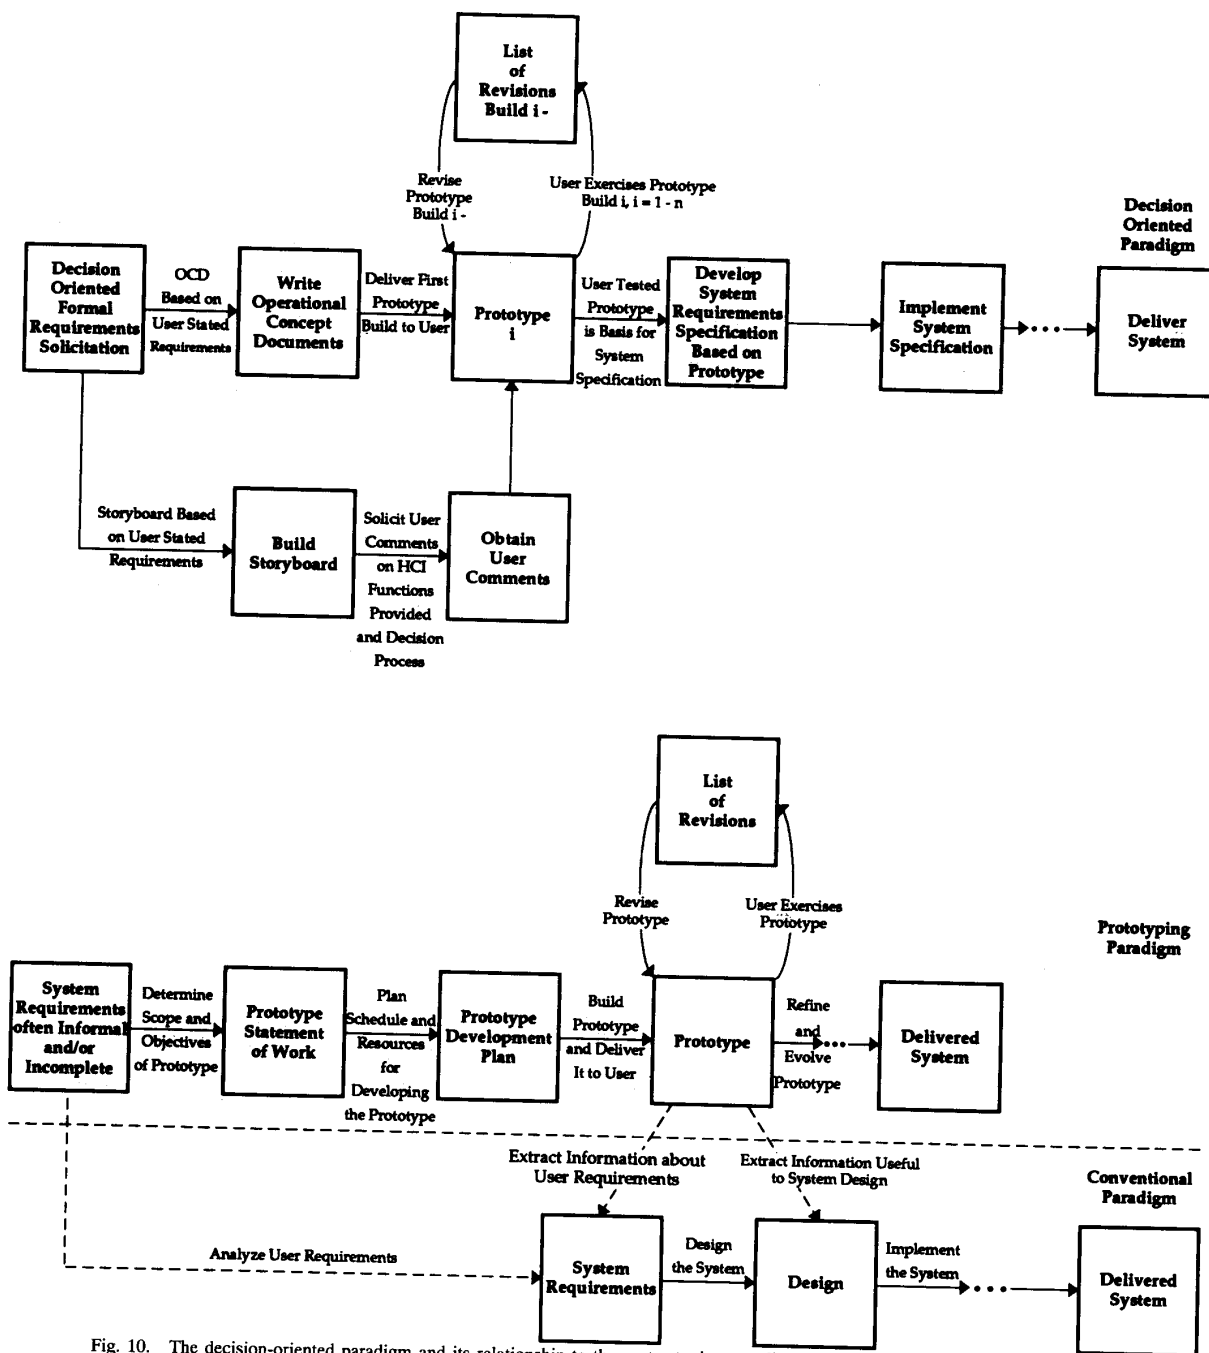 List
of
Revisions
Build i -
Revise
Prototype
Build i -
User Exercises Prototype
Build i, i = 1 - n
Decision
Oriented
Paradigm
Decision
Oriented
Formal
Requirements
Solicitation
OCD
Based on
User Stated
Requirements
Write
Operational
Concept
Documents
Deliver First
Prototype
Build to User
Prototype
i
User Tested
Prototype
is Basis for
System
Specification
Develop
System
Requirements
Specification
Based on
Prototype
Implement
System
Specification
Deliver
System
Storyboard Based
on User Stated
Requirements
Build
Storyboard
Solicit User
Comments
on HCI
Functions
Provided
and Decision
Process
Obtain
User
Comments
List
of
Revisions
Revise
Prototype
User Exercises
Prototype
Prototyping
Paradigm
System
Requirements
often Informal
and/or
Incomplete
Determine
Scope and
Objectives
of Prototype
Prototype
Statement
of Work
Plan
Schedule and
Resources
for
Developing
the Prototype
Prototype
Development
Plan
Build
Prototype
and Deliver
It to User
Prototype
Refine
and
Evolve
Prototype
Delivered
System
Extract Information about
User Requirements
Extract Information Useful
to System Design
Conventional
Paradigm
Analyze User Requirements
System
Requirements
Design
the System
Design
Implement
the System
Delivered
System
Fig. 10. The decision-oriented paradigm and its relationship to the